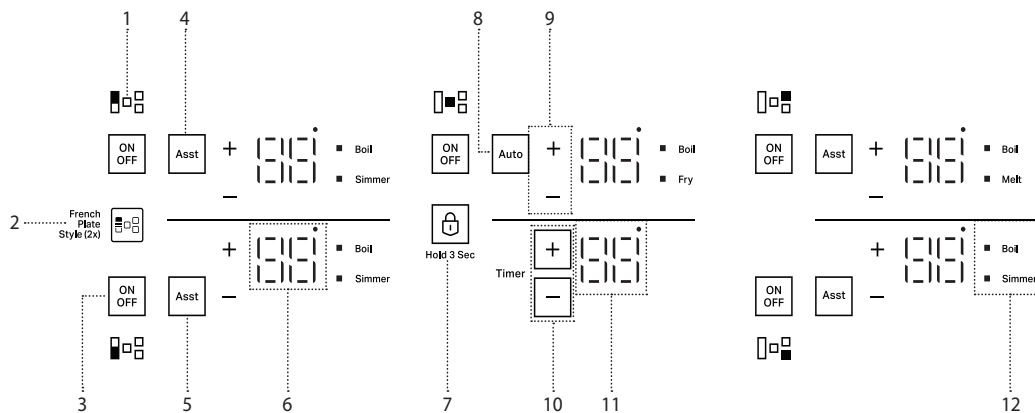 1 4 8 9
ON
OFF
Asst
+
Boil
Simmer
−
ON
OFF
Auto
+
Boil
Fry
−
ON
OFF
Asst
+
Boil
Melt
−
2
French
Plate
Style (2x)
+
Boil
Simmer
−
ON
OFF
Asst
Hold 3 Sec
Timer
+
−
+
Boil
Simmer
−
ON
OFF
Asst
3 5 6 7 10 11 12